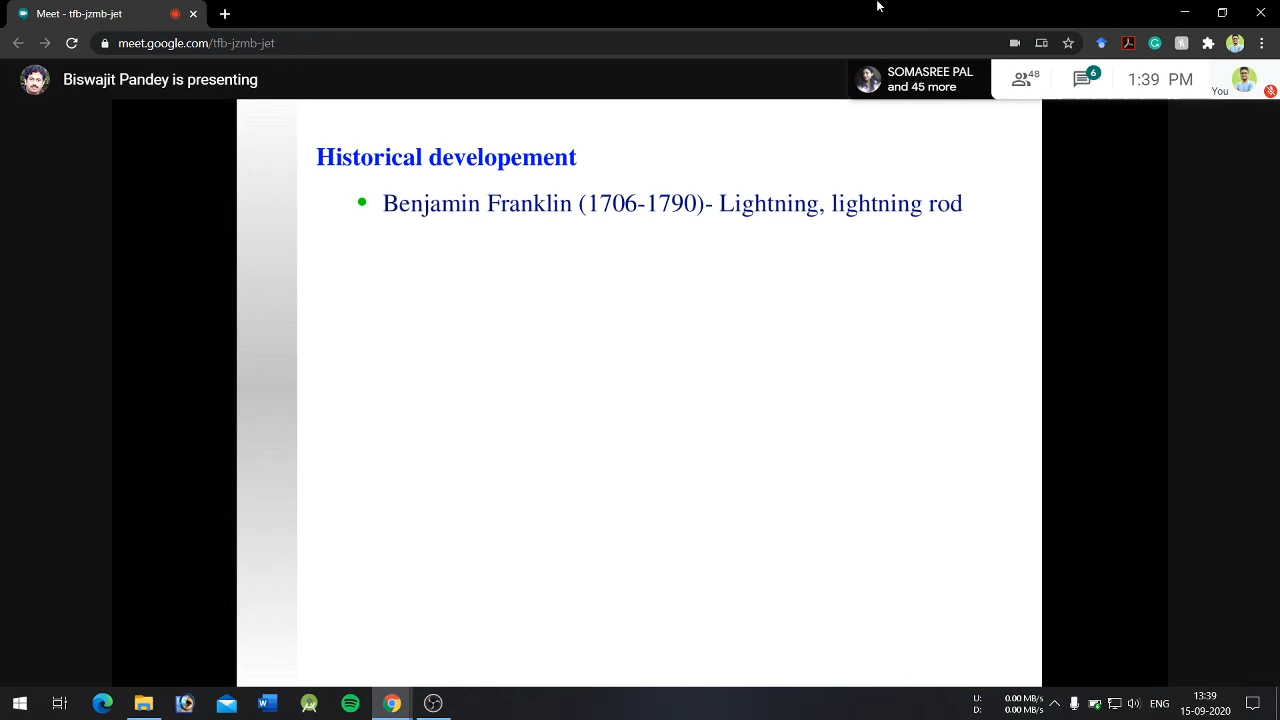 Meet - tfb-jzmb-jet
meet.google.com/tfb-jzmb-jet
Biswajit Pandey is presenting
SOMASREE PAL
and 45 more
48
6
1:39 PM
You
Historical developement
Benjamin Franklin (1706-1790)- Lightning, lightning rod
U: 0.00 MB/s
D: 0.00 MB/s
ENG
13:39
15-09-2020